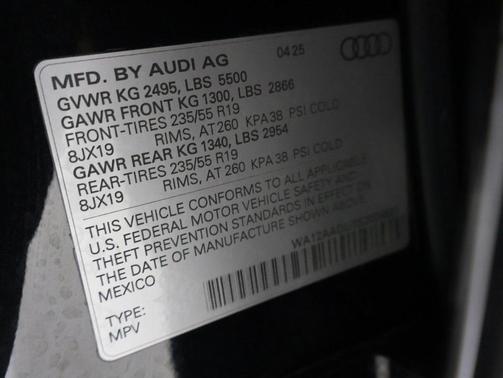 MFD. BY AUDI AG 04 25
GVWR KG 2495, LBS 5500
GAWR FRONT KG 1300, LBS 2866
FRONT-TIRES 235/55 R19
8JX19 RIMS, AT 260 KPA 38 PSI COLD
GAWR REAR KG 1340, LBS 2954
REAR-TIRES 235/55 R19
8JX19 RIMS, AT 260 KPA 38 PSI COLD
THIS VEHICLE CONFORMS TO ALL APPLICABLE
U.S. FEDERAL MOTOR VEHICLE SAFETY AND
THEFT PREVENTION STANDARDS IN EFFECT ON
THE DATE OF MANUFACTURE SHOWN ABOVE.
MEXICO
TYPE:
MPV